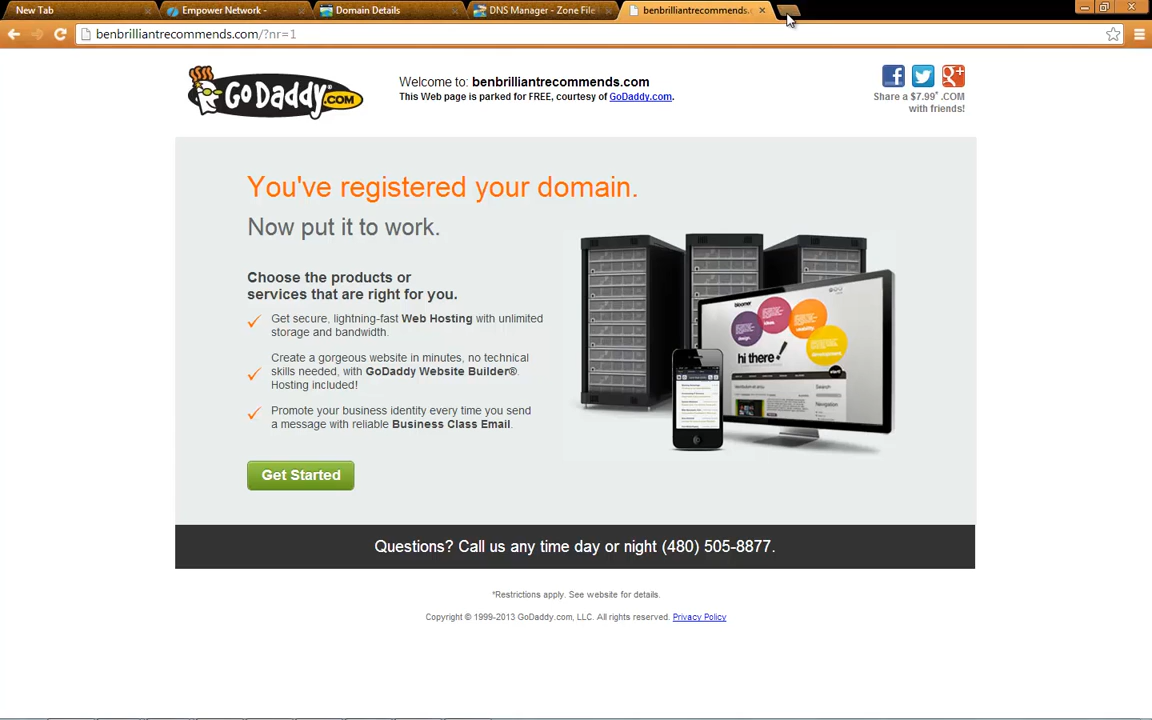 New Tab
Empower Network -
Domain Details
DNS Manager - Zone File
benbrilliantrecommends.
benbrilliantrecommends.com/?nr=1
GoDaddy.COM
Welcome to: benbrilliantrecommends.com
This Web page is parked for FREE, courtesy of GoDaddy.com.
Share a $7.99* .COM
with friends!
You've registered your domain.
Now put it to work.
Choose the products or
services that are right for you.
Get secure, lightning-fast Web Hosting with unlimited
storage and bandwidth.
Create a gorgeous website in minutes, no technical
skills needed, with GoDaddy Website Builder®.
Hosting included!
Promote your business identity every time you send
a message with reliable Business Class Email.
Get Started
bloomer
design.
ideas.
usability.
development.
hi there!
start!
Questions? Call us any time day or night (480) 505-8877.
*Restrictions apply. See website for details.
Copyright © 1999-2013 GoDaddy.com, LLC. All rights reserved. Privacy Policy